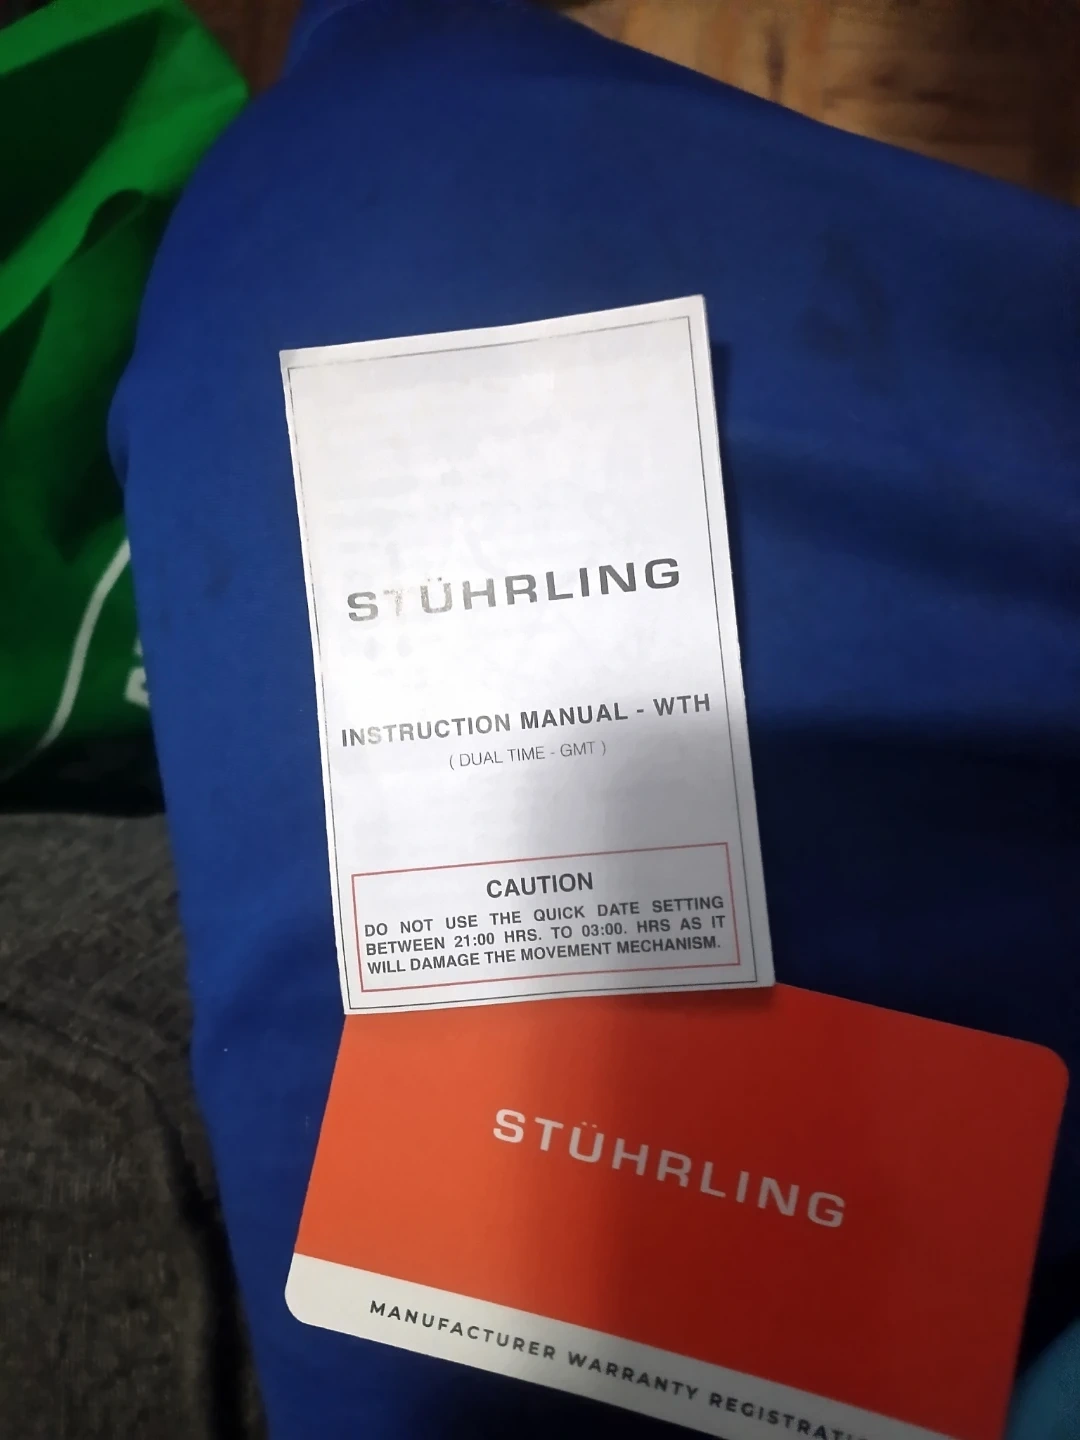 STÜHRLING
INSTRUCTION MANUAL - WTH
( DUAL TIME - GMT )
CAUTION
DO NOT USE THE QUICK DATE SETTING
BETWEEN 21:00 HRS. TO 03:00. HRS AS IT
WILL DAMAGE THE MOVEMENT MECHANISM.
STÜHRLING
MANUFACTURER WARRANTY